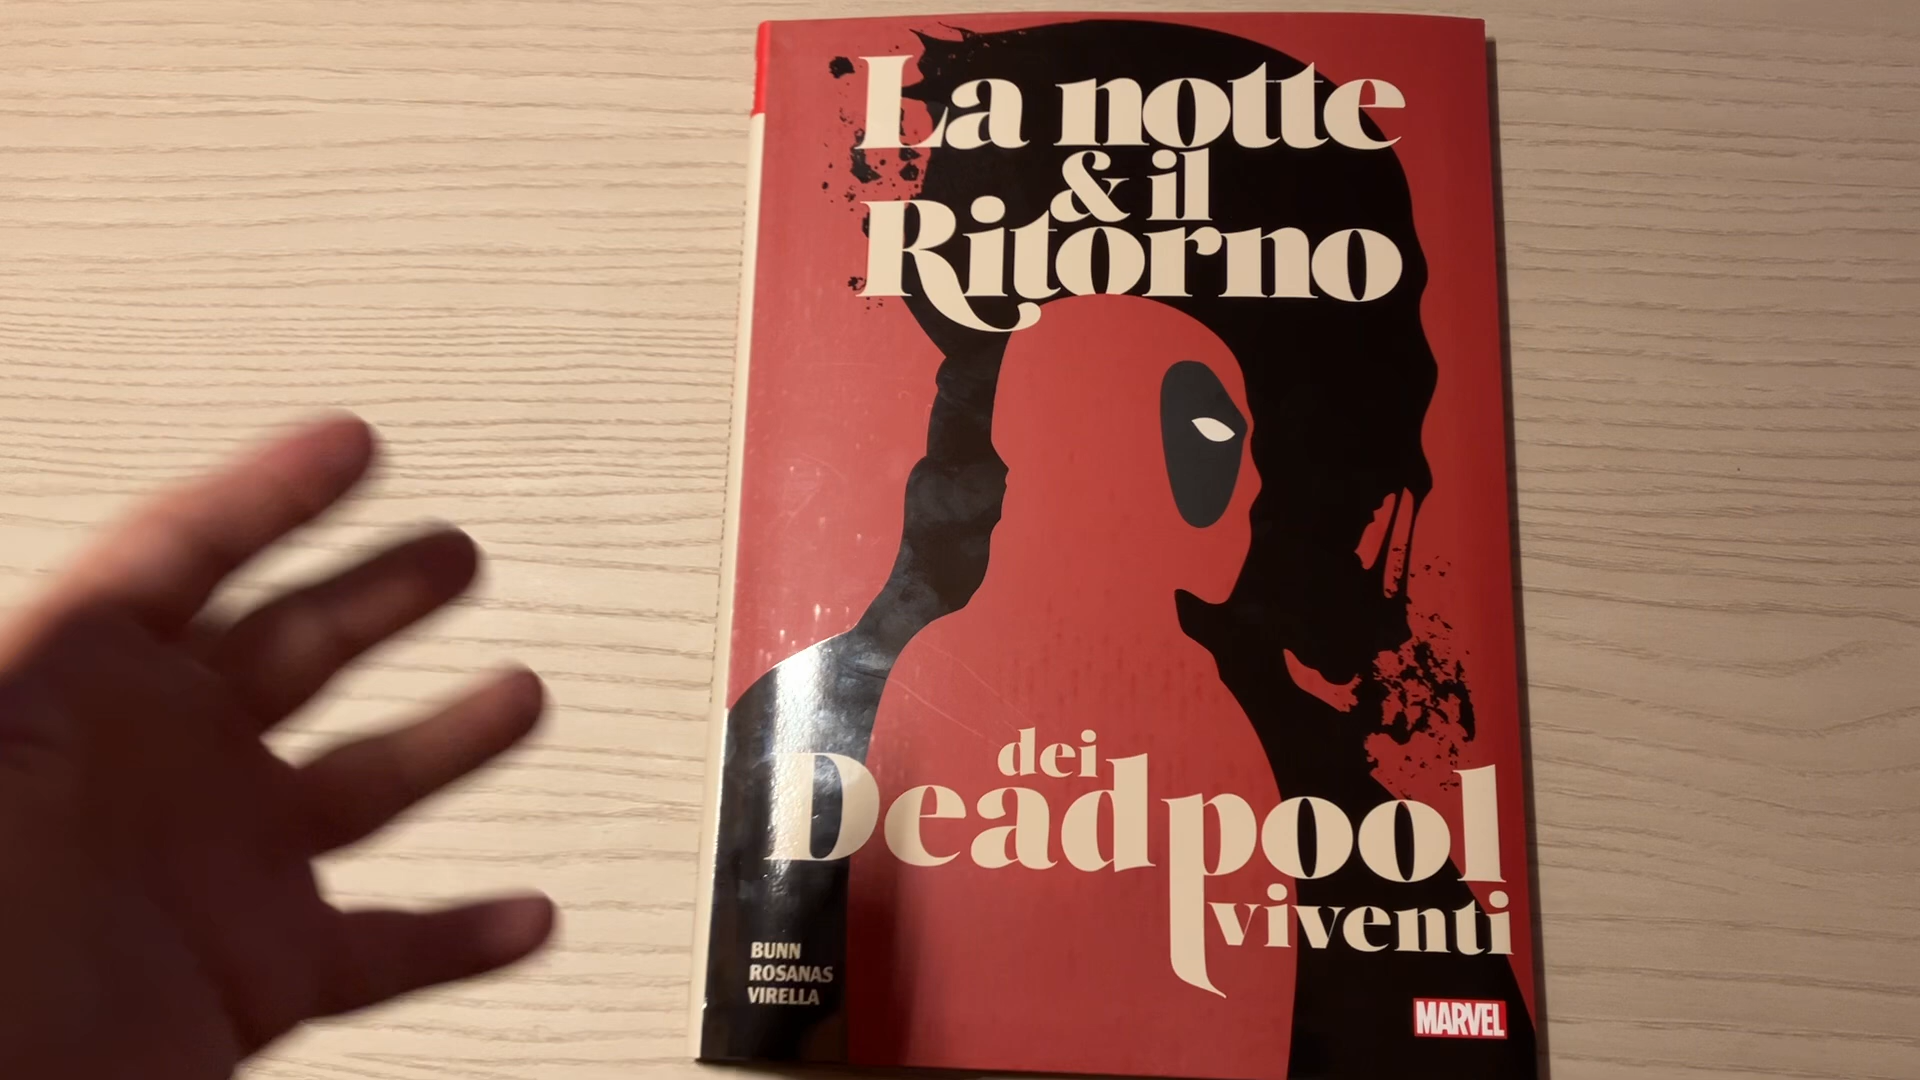 La notte
& il
Ritorno
dei
Deadpool
viventi
BUNN
ROSANAS
VIRELLA
MARVEL